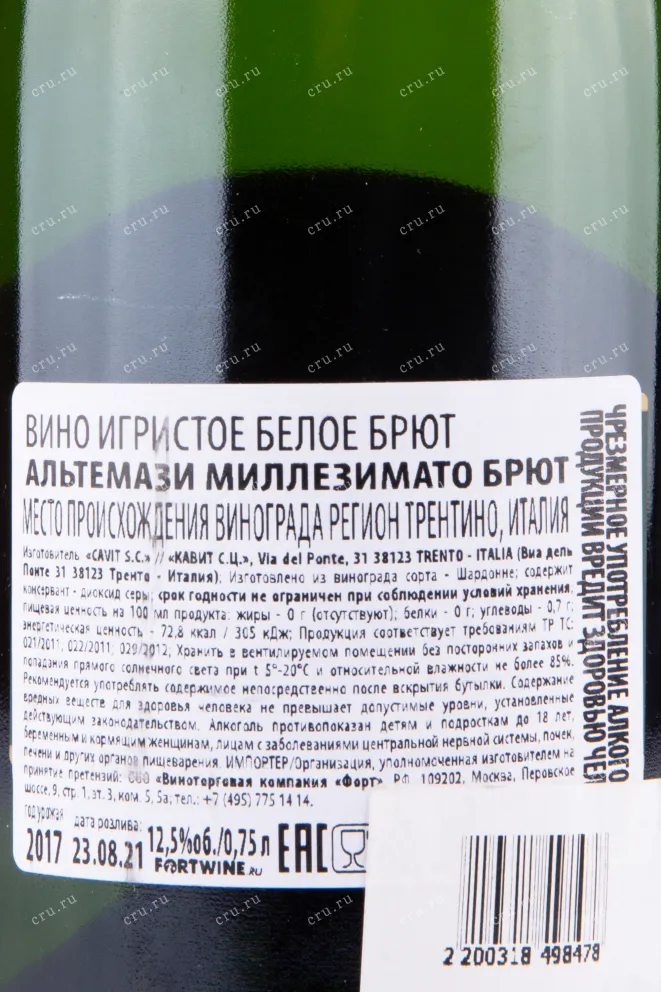 ВИНО ИГРИСТОЕ БЕЛОЕ БРЮТ
АЛЬТЕМАЗИ МИЛЛЕЗИМАТО БРЮТ
МЕСТО ПРОИСХОЖДЕНИЯ ВИНОГРАДА РЕГИОН ТРЕНТИНО, ИТАЛИЯ
Изготовитель «CAVIT S.C.» // «КАВИТ С.Ц.», Via del Ponte, 31 38123 TRENTO - ITALIA (Виа дель
Понте 31 38123 Тренто - Италия); Изготовлено из винограда сорта - Шардоне; содержит
консервант - диоксид серы; срок годности не ограничен при соблюдении условий хранения;
пищевая ценность на 100 мл продукта: жиры - 0 г (отсутствуют); белки - 0 г; углеводы - 0,7 г;
энергетическая ценность - 72,8 ккал / 305 кДж; Продукция соответствует требованиям ТР ТС:
021/2011, 022/2011; 029/2012; Хранить в вентилируемом помещении без посторонних запахов и
попадания прямого солнечного света при t 5°-20°C и относительной влажности не более 85%.
Рекомендуется употреблять содержимое непосредственно после вскрытия бутылки. Содержание
вредных веществ для здоровья человека не превышает допустимые уровни, установленные
действующим законодательством. Алкоголь противопоказан детям и подросткам до 18 лет,
беременным и кормящим женщинам, лицам с заболеваниями центральной нервной системы, почек,
печени и других органов пищеварения. ИМПОРТЕР/Организация, уполномоченная изготовителем на
принятие претензий: ООО «Виноторговая компания «Форт», РФ, 109202, Москва, Перовское
шоссе, 9, стр. 1, эт. 3, ком. 5, 5а; тел.: +7 (495) 775 14 14.
год урожая дата розлива:
2017 23.08.21 12,5%об./0,75л EAC
FORTWINE.RU
ЧРЕЗМЕРНОЕ УПОТРЕБЛЕНИЕ АЛКОГО
ПРОДУКЦИИ ВРЕДИТ ЗДОРОВЬЮ ЧЕЛ
2 200318 498478
cru.ru